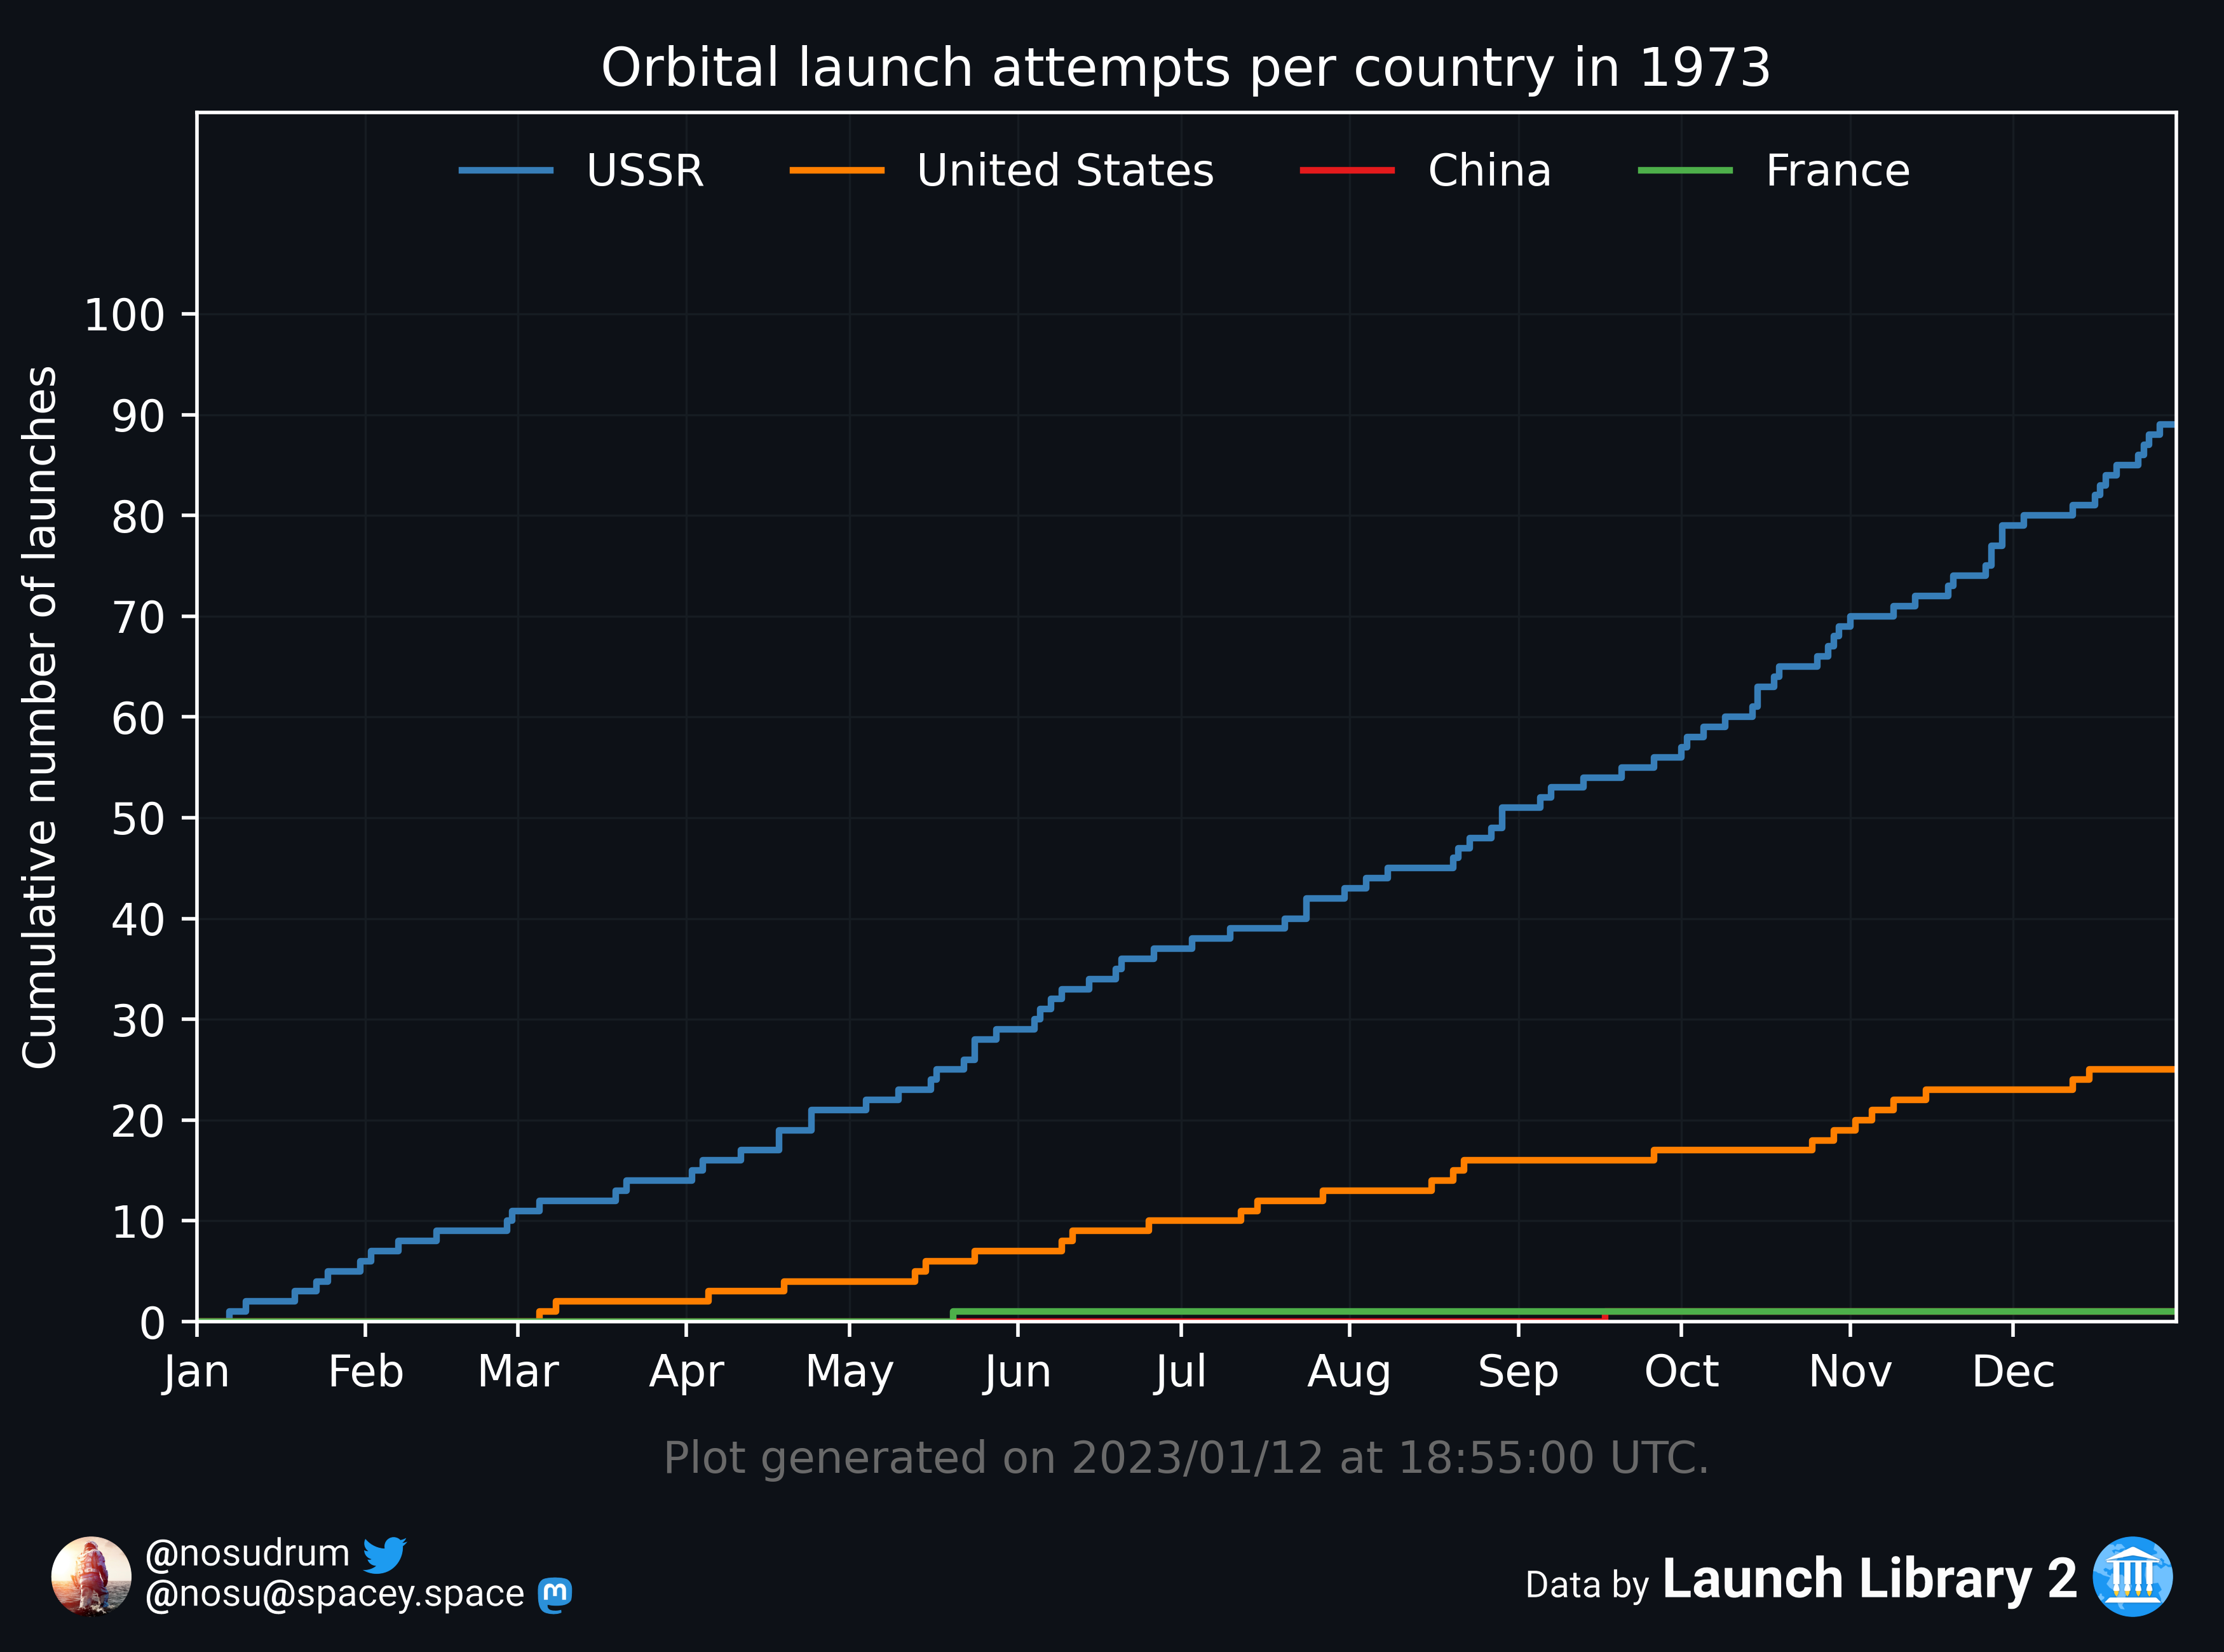 Orbital launch attempts per country in 1973
USSR United States China France
Cumulative number of launches
100
90
80
70
60
50
40
30
20
10
0
Jan Feb Mar Apr May Jun Jul Aug Sep Oct Nov Dec
Plot generated on 2023/01/12 at 18:55:00 UTC.
@nosudrum
@nosu@spacey.space
Data by Launch Library 2